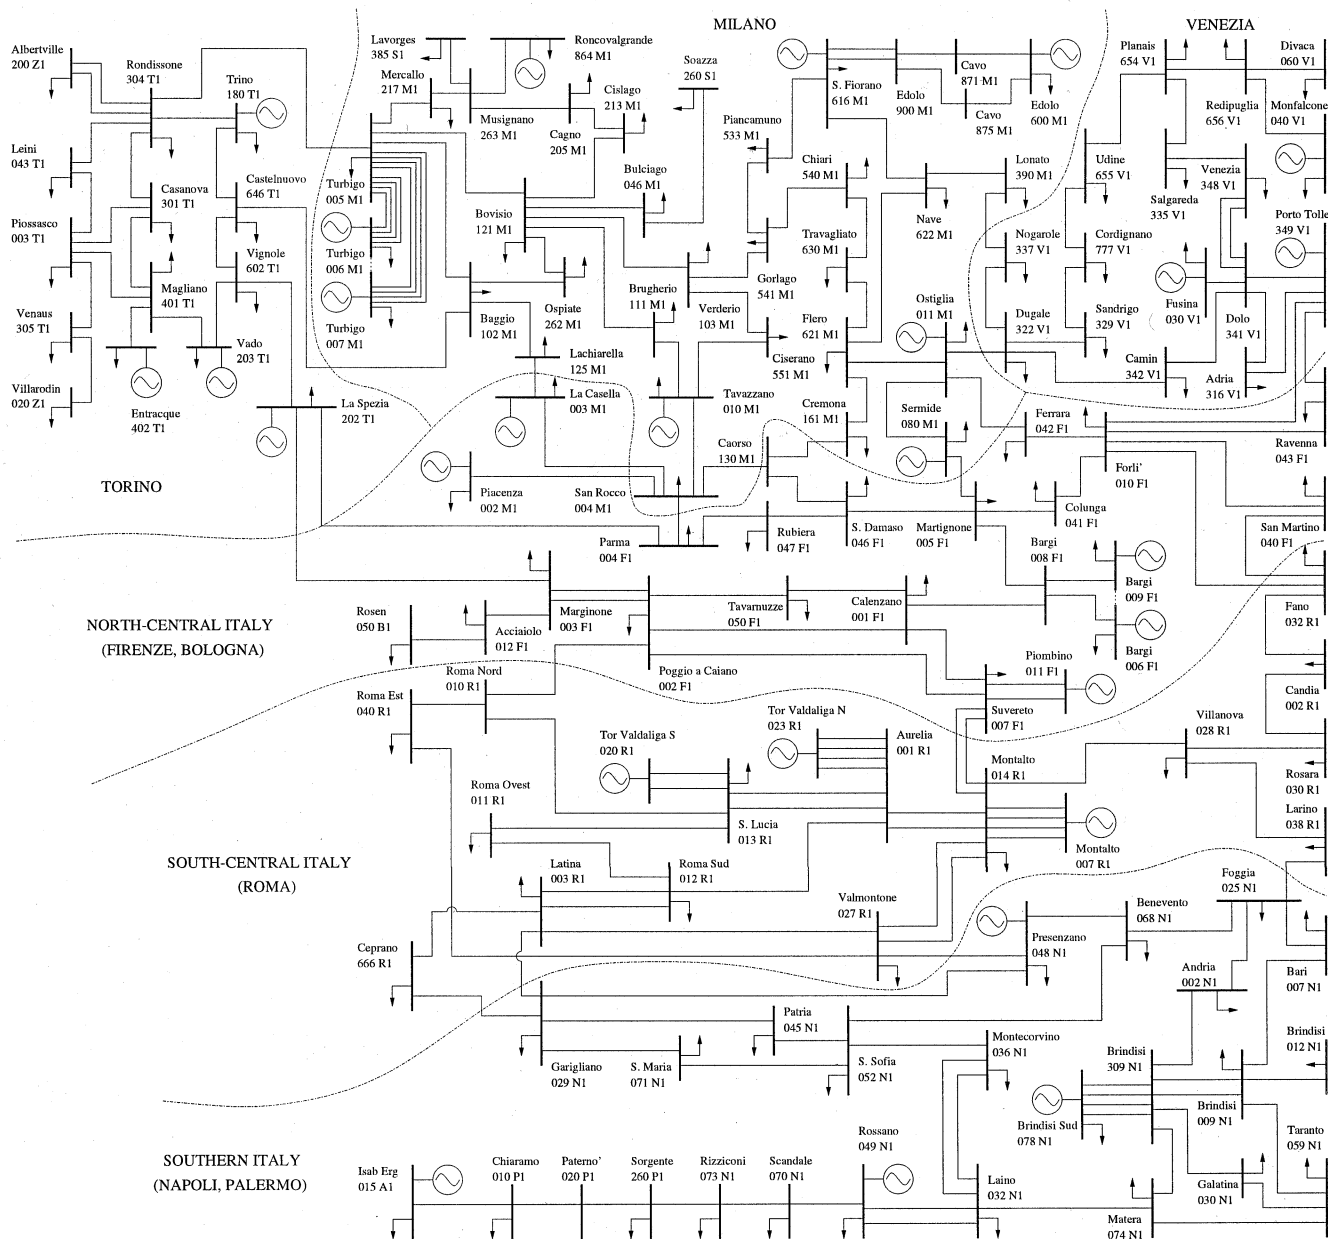 MILANO
VENEZIA
Albertville
200 Z1
Rondissone
304 T1
Trino
180 T1
Leini
043 T1
Casanova
301 T1
Castelnuovo
646 T1
Piossasco
003 T1
Magliano
401 T1
Vignole
602 T1
Venaus
305 T1
Vado
203 T1
Villarodin
020 Z1
Entracque
402 T1
La Spezia
202 T1
TORINO
Lavorges
385 S1
Mercallo
217 M1
Roncovalgrande
864 M1
Musignano
263 M1
Cislago
213 M1
Cagno
205 M1
Soazza
260 S1
Bulciago
046 M1
Turbigo
005 M1
Turbigo
006 M1
Turbigo
007 M1
Bovisio
121 M1
Baggio
102 M1
Ospiate
262 M1
Brugherio
111 M1
Verderio
103 M1
Lachiarella
125 M1
La Casella
003 M1
Tavazzano
010 M1
Piacenza
002 M1
San Rocco
004 M1
Caorso
130 M1
Piancamuno
533 M1
Chiari
540 M1
Travagliato
630 M1
Gorlago
541 M1
Flero
621 M1
Ciserano
551 M1
Cremona
161 M1
S. Fiorano
616 M1
Edolo
900 M1
Cavo
871 M1
Cavo
875 M1
Edolo
600 M1
Nave
622 M1
Lonato
390 M1
Ostiglia
011 M1
Sermide
080 M1
Planais
654 V1
Divaca
060 V1
Redipuglia
656 V1
Monfalcone
040 V1
Udine
655 V1
Venezia
348 V1
Salgareda
335 V1
Porto Tolle
349 V1
Nogarole
337 V1
Cordignano
777 V1
Fusina
030 V1
Dolo
341 V1
Dugale
322 V1
Sandrigo
329 V1
Camin
342 V1
Adria
316 V1
Ferrara
042 F1
Forli'
010 F1
Ravenna
043 F1
Colunga
041 F1
San Martino
040 F1
Parma
004 F1
Rubiera
047 F1
S. Damaso
046 F1
Martignone
005 F1
Bargi
008 F1
Bargi
009 F1
Bargi
006 F1
NORTH-CENTRAL ITALY
(FIRENZE, BOLOGNA)
Rosen
050 B1
Acciaiolo
012 F1
Marginone
003 F1
Tavarnuzze
050 F1
Calenzano
001 F1
Poggio a Caiano
002 F1
Piombino
011 F1
Suvereto
007 F1
Fano
032 R1
Candia
002 R1
Roma Nord
010 R1
Roma Est
040 R1
Tor Valdaliga S
020 R1
Tor Valdaliga N
023 R1
Aurelia
001 R1
Villanova
028 R1
Montalto
014 R1
Rosara
030 R1
Larino
038 R1
Roma Ovest
011 R1
S. Lucia
013 R1
Montalto
007 R1
SOUTH-CENTRAL ITALY
(ROMA)
Latina
003 R1
Roma Sud
012 R1
Valmontone
027 R1
Ceprano
666 R1
Foggia
025 N1
Benevento
068 N1
Presenzano
048 N1
Andria
002 N1
Bari
007 N1
Patria
045 N1
Garigliano
029 N1
S. Maria
071 N1
S. Sofia
052 N1
Montecorvino
036 N1
Brindisi
309 N1
Brindisi
012 N1
Brindisi Sud
078 N1
Brindisi
009 N1
Taranto
059 N1
Galatina
030 N1
SOUTHERN ITALY
(NAPOLI, PALERMO)
Isab Erg
015 A1
Chiaramo
010 P1
Paterno'
020 P1
Sorgente
260 P1
Rizziconi
073 N1
Scandale
070 N1
Rossano
049 N1
Laino
032 N1
Matera
074 N1